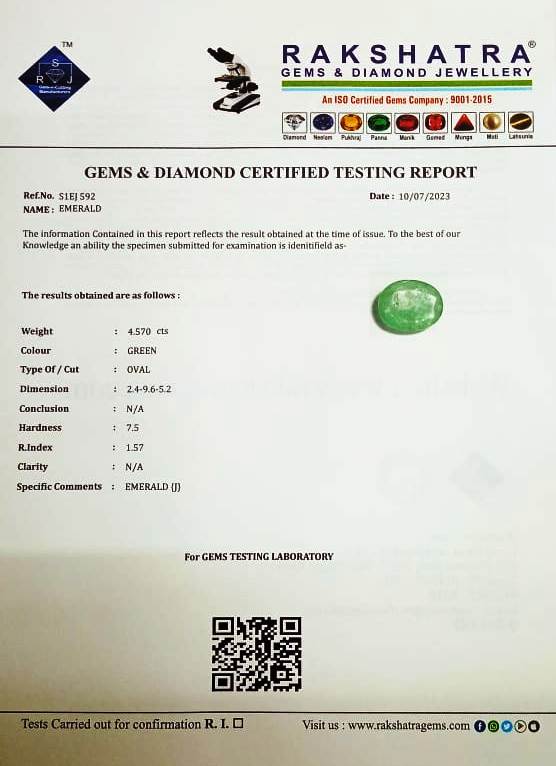 TM
S
R J
Gems & Cutting
Manufacturers
RAKSHATRA®
GEMS & DIAMOND JEWELLERY
An ISO Certified Gems Company : 9001-2015
Diamond Neelam Pukhraj Panna Manik Gomed Munga Moti Lahsunia
GEMS & DIAMOND CERTIFIED TESTING REPORT
Ref.No. S1EJ S92
Date : 10/07/2023
NAME : EMERALD
The information Contained in this report reflects the result obtained at the time of issue. To the best of our
Knowledge an ability the specimen submitted for examination is idenitifield as-
The results obtained are as follows :
Weight : 4.570 cts
Colour : GREEN
Type Of / Cut : OVAL
Dimension : 2.4-9.6-5.2
Conclusion : N/A
Hardness : 7.5
R.Index : 1.57
Clarity : N/A
Specific Comments : EMERALD (J)
For GEMS TESTING LABORATORY
Tests Carried out for confirmation R. I. ☐
Visit us : www.rakshatragems.com